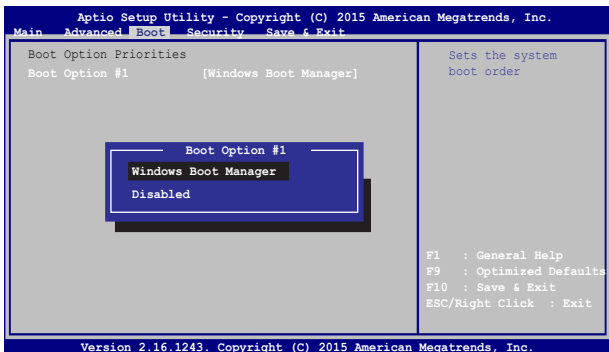 Aptio Setup Utility - Copyright (C) 2015 American Megatrends, Inc.
Main Advanced Boot Security Save & Exit
Boot Option Priorities
Boot Option #1 [Windows Boot Manager]
Sets the system
boot order
Boot Option #1
Windows Boot Manager
Disabled
F1 : General Help
F9 : Optimized Defaults
F10 : Save & Exit
ESC/Right Click : Exit
Version 2.16.1243. Copyright (C) 2015 American Megatrends, Inc.